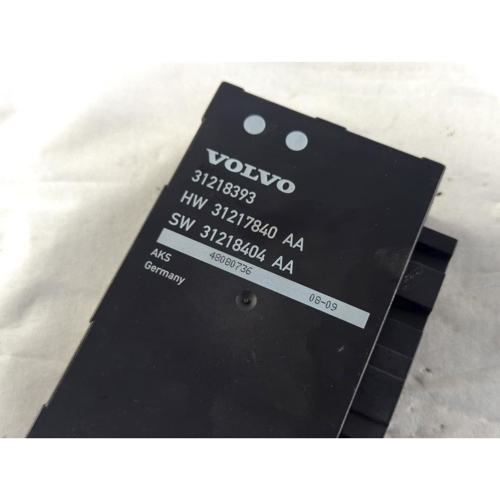 VOLVO
31218393
HW 31217840 AA
SW 31218404 AA
48080736 08-09
AKS
Germany